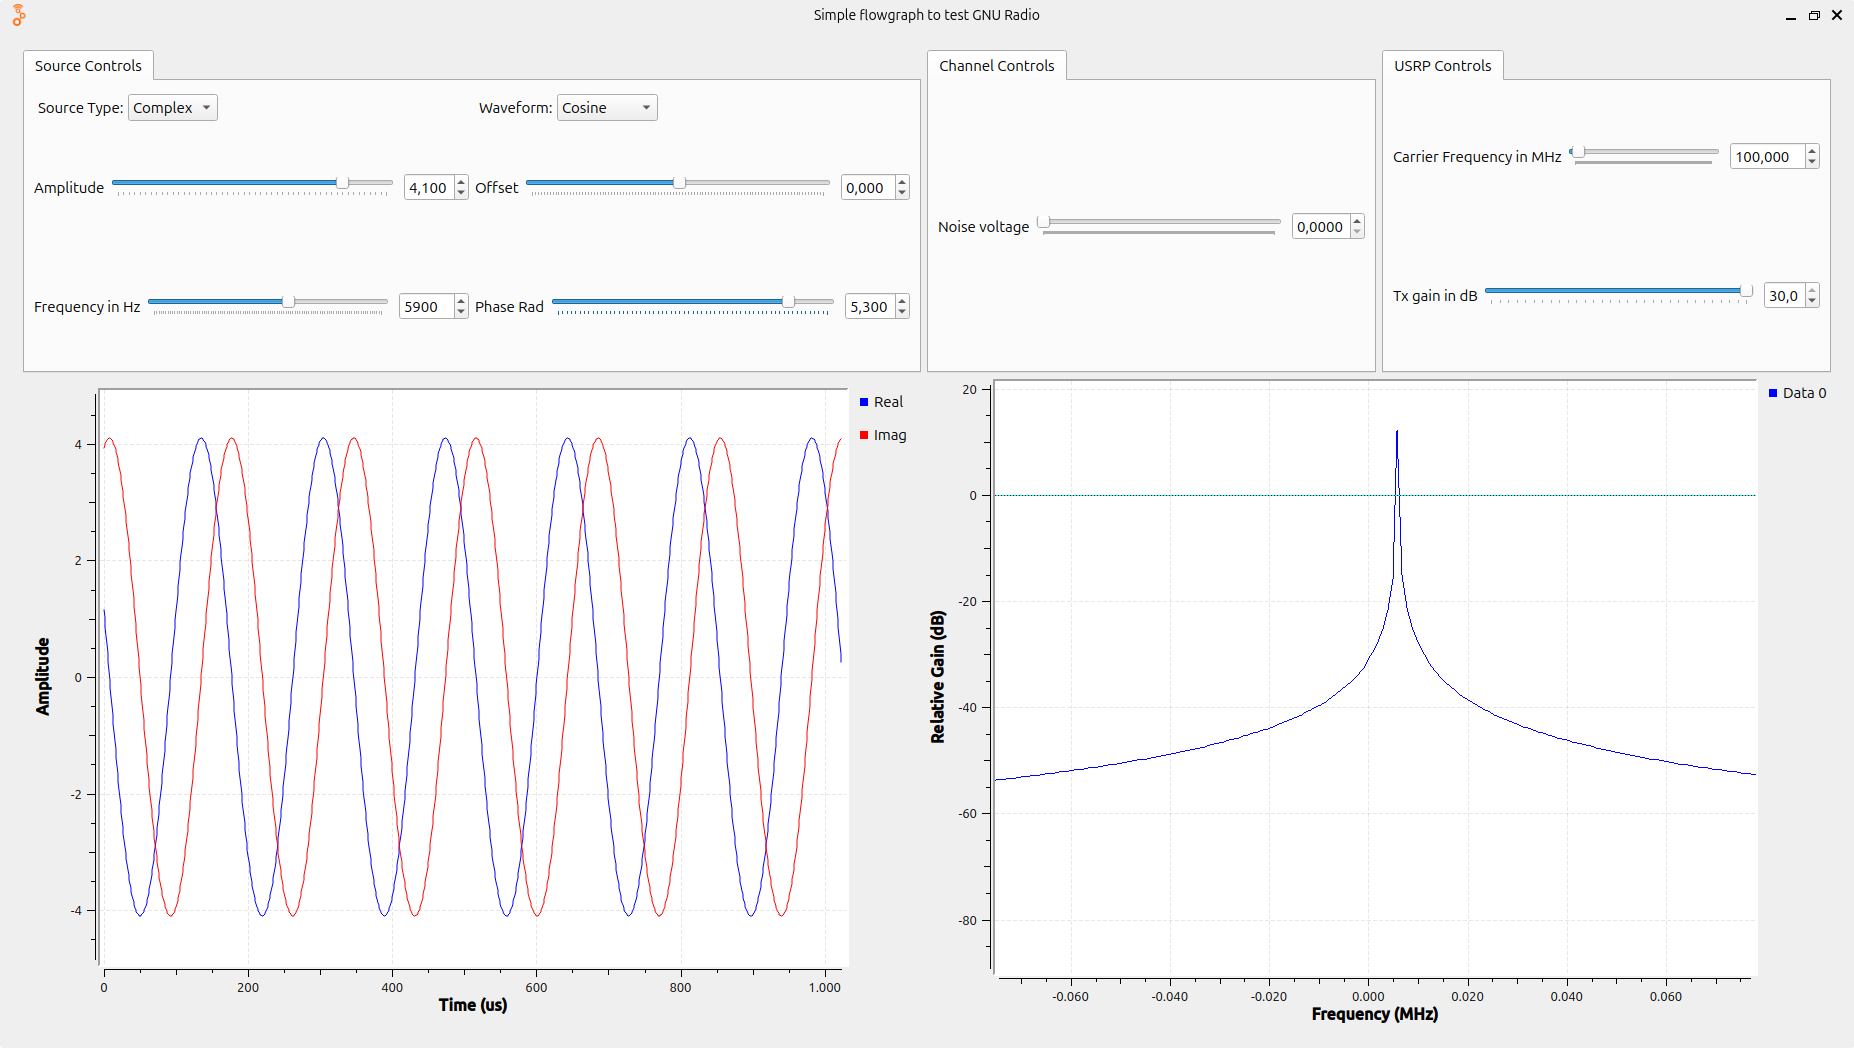 Simple flowgraph to test GNU Radio
Source Controls
Source Type: Complex
Waveform: Cosine
Amplitude 4,100
Offset 0,000
Frequency in Hz 5900
Phase Rad 5,300
Channel Controls
Noise voltage 0,0000
USRP Controls
Carrier Frequency in MHz 100,000
Tx gain in dB 30,0
Amplitude
4
2
0
-2
-4
0 200 400 600 800 1.000
Time (us)
Real
Imag
Relative Gain (dB)
20
0
-20
-40
-60
-80
-0.060 -0.040 -0.020 0.000 0.020 0.040 0.060
Frequency (MHz)
Data 0